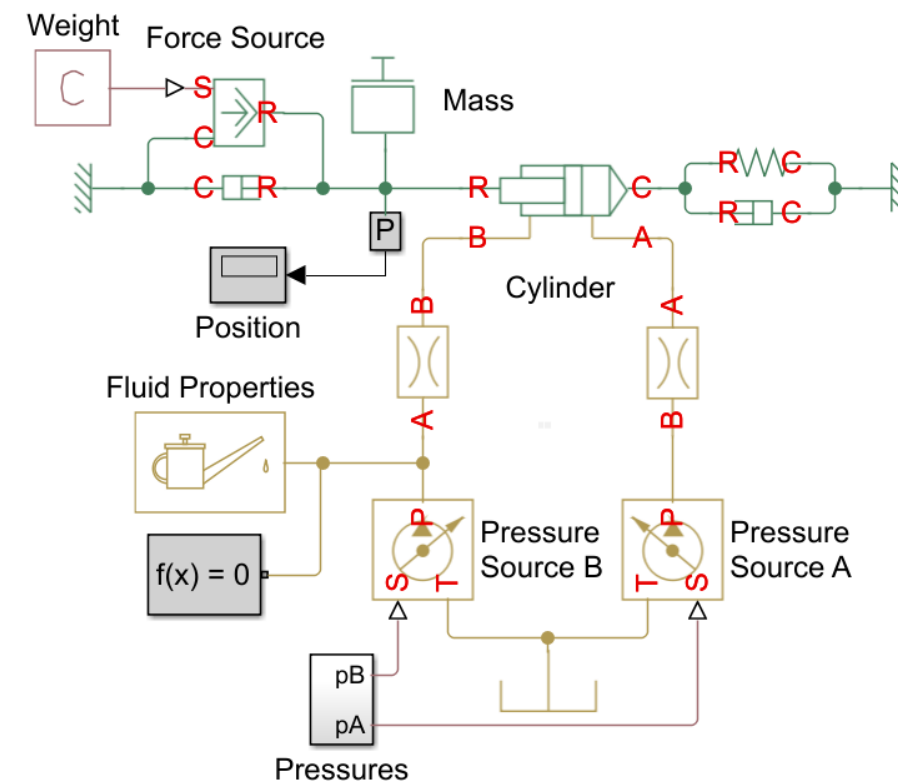 Weight
Force Source
C
S
R
C
Mass
C
R
R
C
R
C
R
C
P
B
A
Position
Cylinder
B
A
Fluid Properties
A
B
P
P
Pressure
Source B
Pressure
Source A
f(x) = 0
S
T
T
S
pB
pA
Pressures